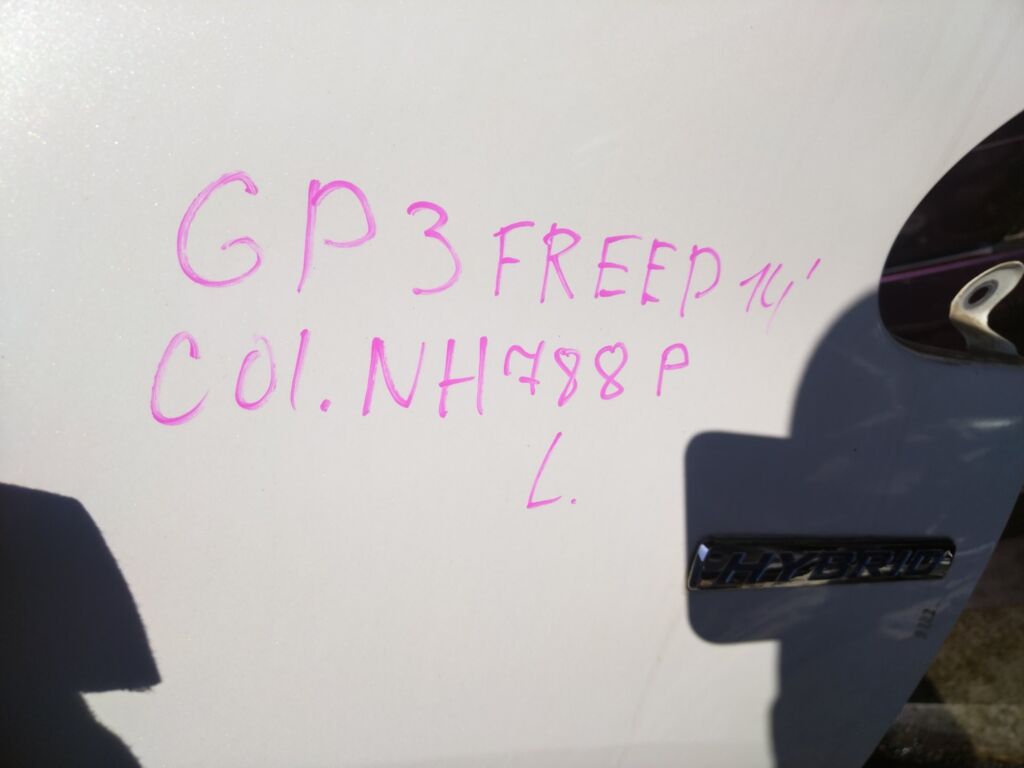 GP3 FREED 14'
COl. NH788P
L.
HYBRID